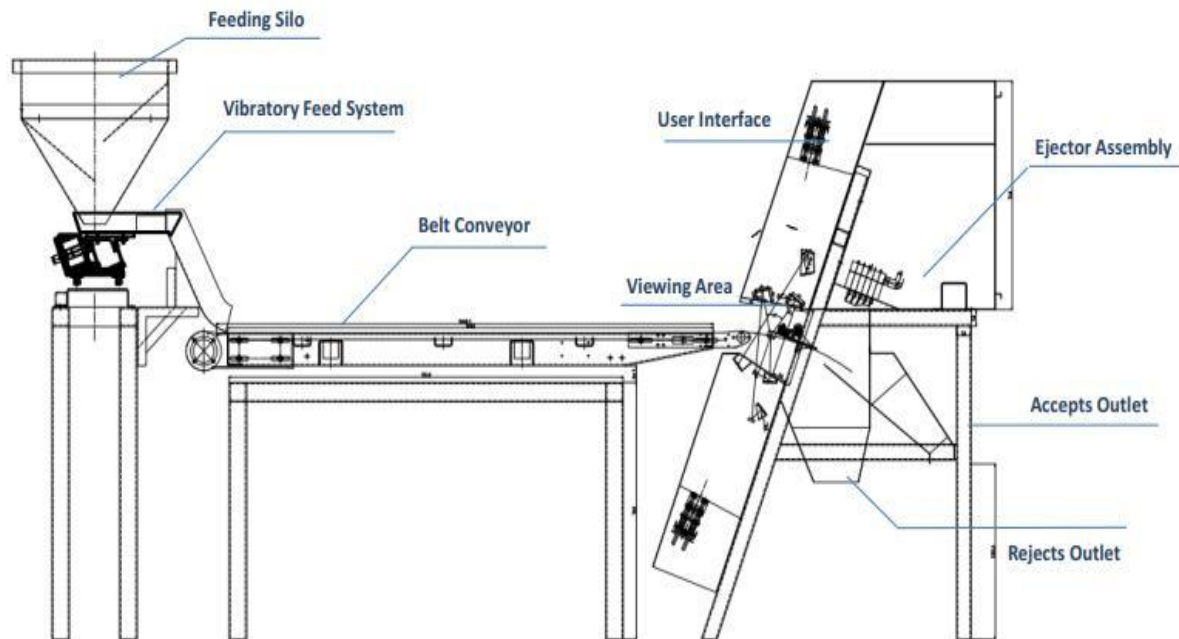 Feeding Silo
Vibratory Feed System
User Interface
Ejector Assembly
Belt Conveyor
Viewing Area
Accepts Outlet
Rejects Outlet